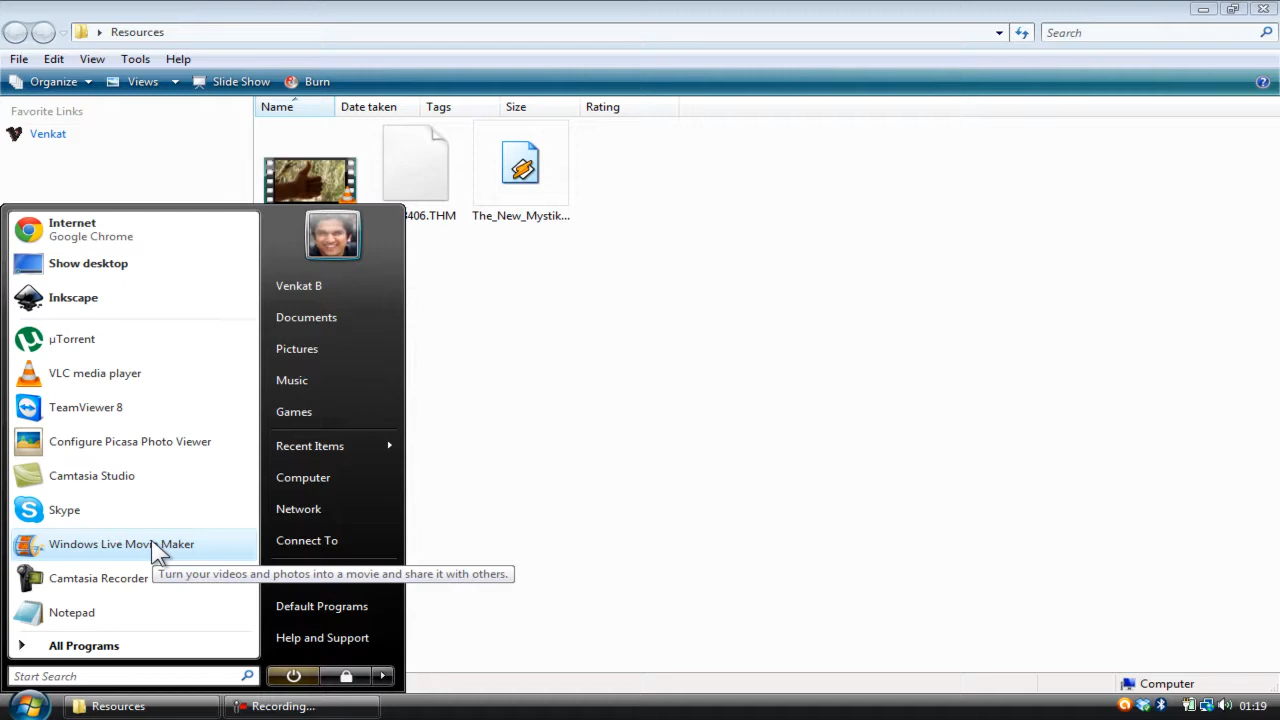 Resources
Search
File Edit View Tools Help
Organize Views Slide Show Burn
Favorite Links
Name Date taken Tags Size Rating
Venkat
406.THM
The_New_Mystik...
Internet
Google Chrome
Show desktop
Inkscape
µTorrent
VLC media player
TeamViewer 8
Configure Picasa Photo Viewer
Camtasia Studio
Skype
Windows Live Movie Maker
Camtasia Recorder
Notepad
All Programs
Start Search
Venkat B
Documents
Pictures
Music
Games
Recent Items
Computer
Network
Connect To
Turn your videos and photos into a movie and share it with others.
Default Programs
Help and Support
Computer
Resources
Recording...
01:19